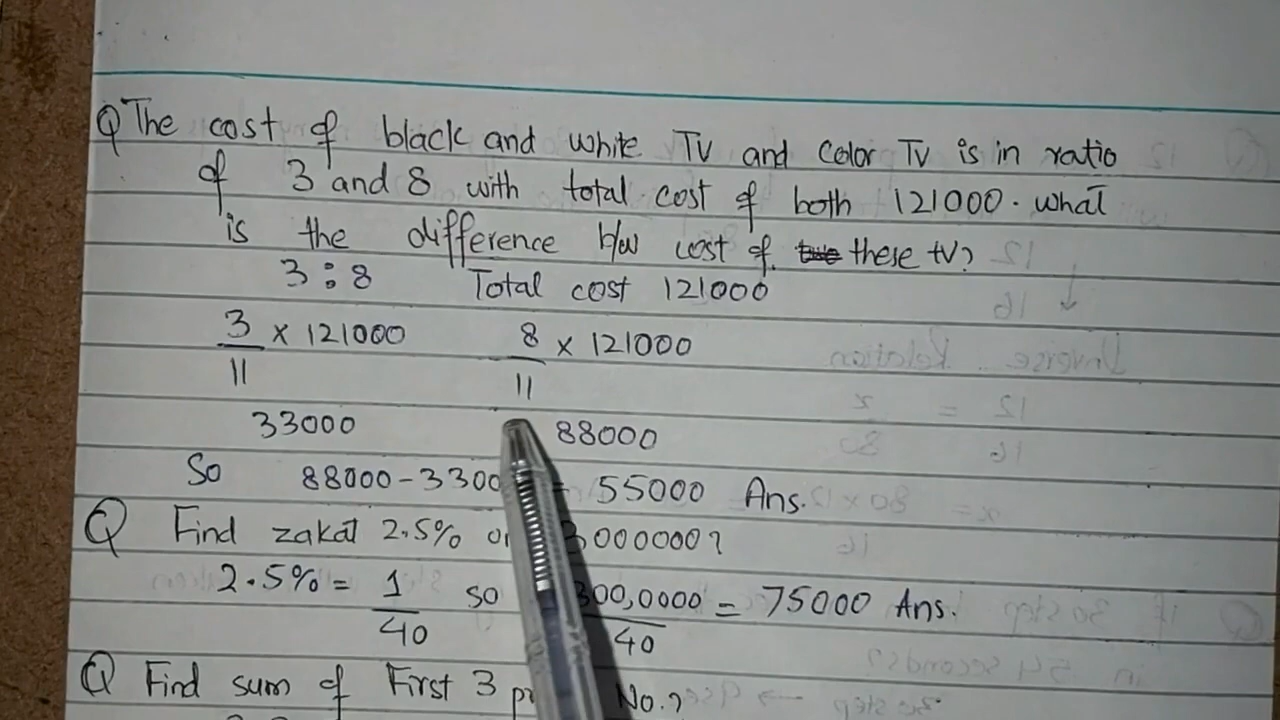 Q The cost of black and white TV and Color Tv is in ratio
of 3 and 8 with total cost of both 121000. what
is the difference b/w cost of these tv?
3:8 Total cost 121000
3/11 x 121000 8/11 x 121000
33000 88000
So 88000-3300 = 55000 Ans.
Q Find zakat 2.5% 3000000?
2.5% = 1/40 so 300,0000/40 = 75000 Ans.
Q Find sum of First 3 No.?